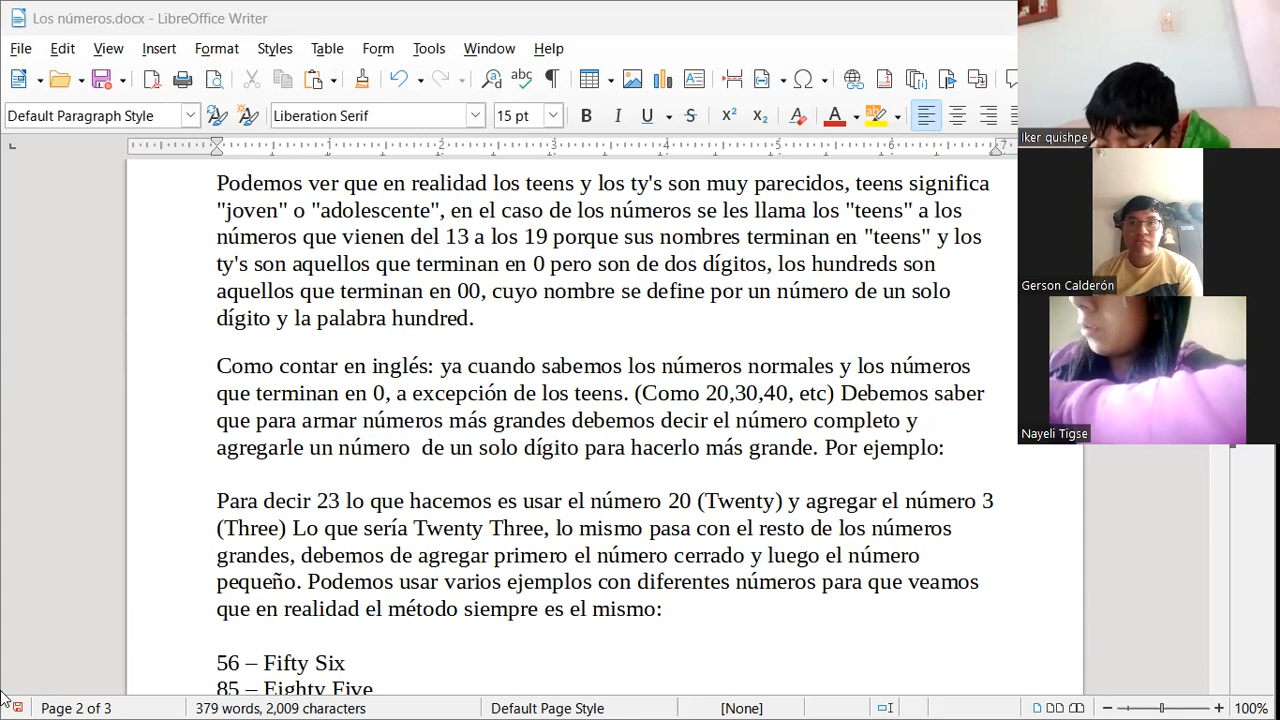 Los números.docx - LibreOffice Writer
File Edit View Insert Format Styles Table Form Tools Window Help
Default Paragraph Style Liberation Serif 15 pt B I U S X² X₂ A
1 2 3 4 5 6 7
Podemos ver que en realidad los teens y los ty's son muy parecidos, teens significa
"joven" o "adolescente", en el caso de los números se les llama los "teens" a los
números que vienen del 13 a los 19 porque sus nombres terminan en "teens" y los
ty's son aquellos que terminan en 0 pero son de dos dígitos, los hundreds son
aquellos que terminan en 00, cuyo nombre se define por un número de un solo
dígito y la palabra hundred.
Como contar en inglés: ya cuando sabemos los números normales y los números
que terminan en 0, a excepción de los teens. (Como 20,30,40, etc) Debemos saber
que para armar números más grandes debemos decir el número completo y
agregarle un número  de un solo dígito para hacerlo más grande. Por ejemplo:
Para decir 23 lo que hacemos es usar el número 20 (Twenty) y agregar el número 3
(Three) Lo que sería Twenty Three, lo mismo pasa con el resto de los números
grandes, debemos de agregar primero el número cerrado y luego el número
pequeño. Podemos usar varios ejemplos con diferentes números para que veamos
que en realidad el método siempre es el mismo:
56 – Fifty Six
85 – Eighty Five
Iker quishpe
Gerson Calderón
Nayeli Tigse
Page 2 of 3 379 words, 2,009 characters Default Page Style [None] 100%